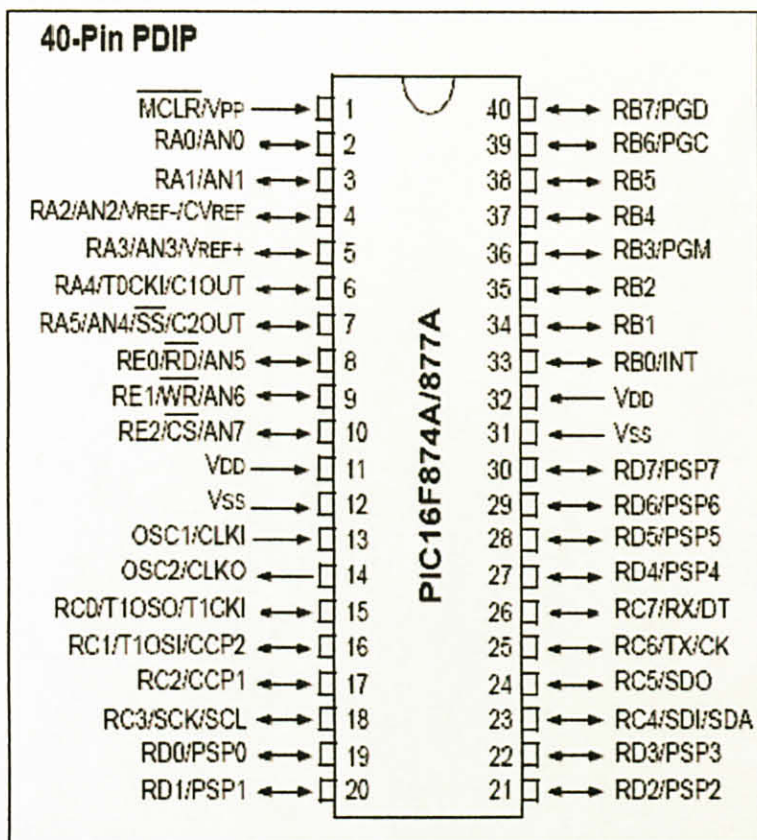 40-Pin PDIP
MCLR/VPP 1 40 RB7/PGD
RA0/AN0 2 39 RB6/PGC
RA1/AN1 3 38 RB5
RA2/AN2/VREF-/CVREF 4 37 RB4
RA3/AN3/VREF+ 5 36 RB3/PGM
RA4/T0CKI/C1OUT 6 35 RB2
RA5/AN4/SS/C2OUT 7 34 RB1
RE0/RD/AN5 8 33 RB0/INT
RE1/WR/AN6 9 32 VDD
RE2/CS/AN7 10 31 VSS
VDD 11 30 RD7/PSP7
VSS 12 29 RD6/PSP6
OSC1/CLKI 13 28 RD5/PSP5
OSC2/CLKO 14 27 RD4/PSP4
RC0/T1OSO/T1CKI 15 26 RC7/RX/DT
RC1/T1OSI/CCP2 16 25 RC6/TX/CK
RC2/CCP1 17 24 RC5/SDO
RC3/SCK/SCL 18 23 RC4/SDI/SDA
RD0/PSP0 19 22 RD3/PSP3
RD1/PSP1 20 21 RD2/PSP2
PIC16F874A/877A